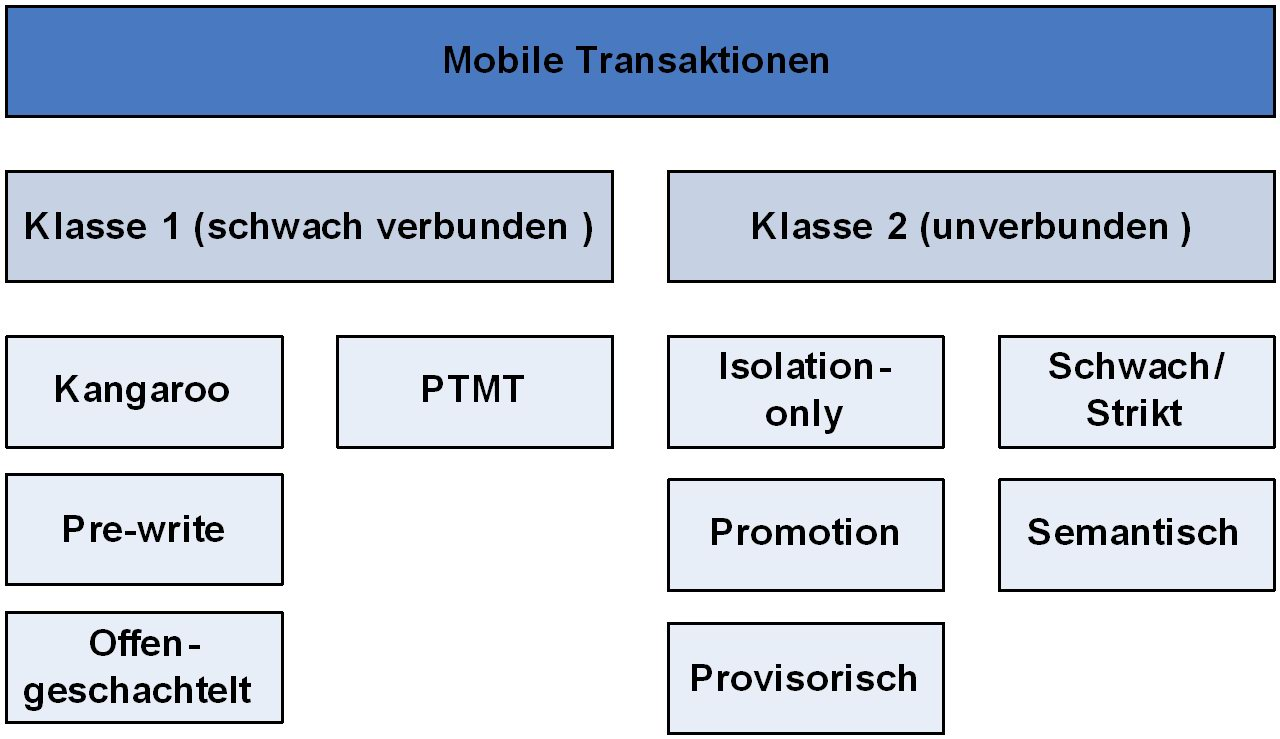 Mobile Transaktionen
Klasse 1 (schwach verbunden )
Klasse 2 (unverbunden )
Kangaroo
PTMT
Isolation-
only
Schwach/
Strikt
Pre-write
Promotion
Semantisch
Offen-
geschachtelt
Provisorisch